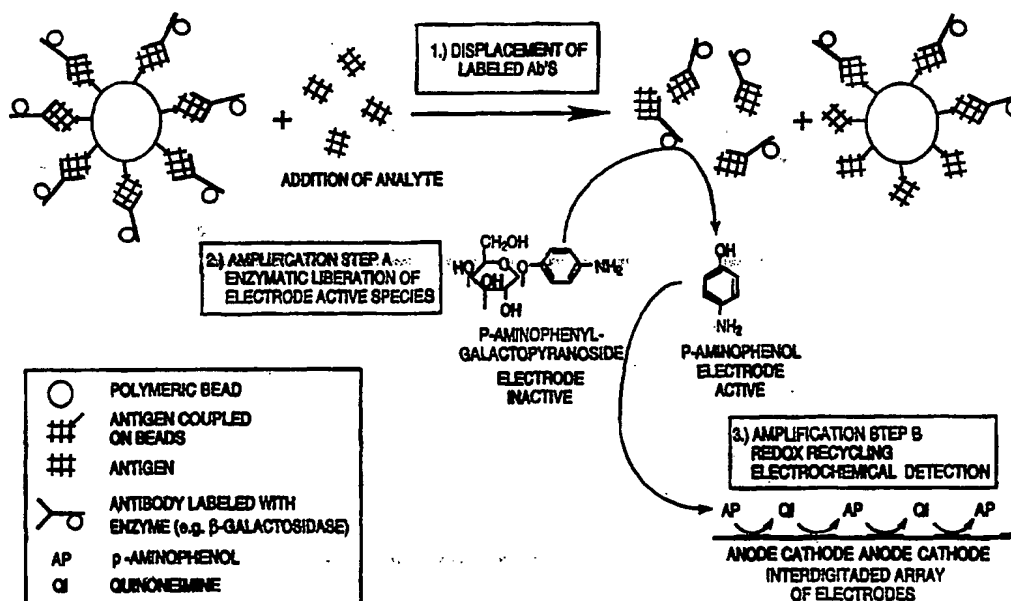 1.) DISPLACEMENT OF
LABELED Ab'S
+
+
ADDITION OF ANALYTE
2.) AMPLIFICATION STEP A
ENZYMATIC LIBERATION OF
ELECTRODE ACTIVE SPECIES
CH2OH
HO
OH
OH
O
O
NH2
P-AMINOPHENYL-
GALACTOPYRANOSIDE
ELECTRODE
INACTIVE
OH
NH2
P-AMINOPHENOL
ELECTRODE
ACTIVE
POLYMERIC BEAD
ANTIGEN COUPLED
ON BEADS
ANTIGEN
ANTIBODY LABELED WITH
ENZYME (e.g. β-GALACTOSIDASE)
AP p-AMINOPHENOL
QI QUINONEIMINE
3.) AMPLIFICATION STEP B
REDOX RECYCLING
ELECTROCHEMICAL DETECTION
AP QI AP QI AP
ANODE CATHODE ANODE CATHODE
INTERDIGITADED ARRAY
OF ELECTRODES